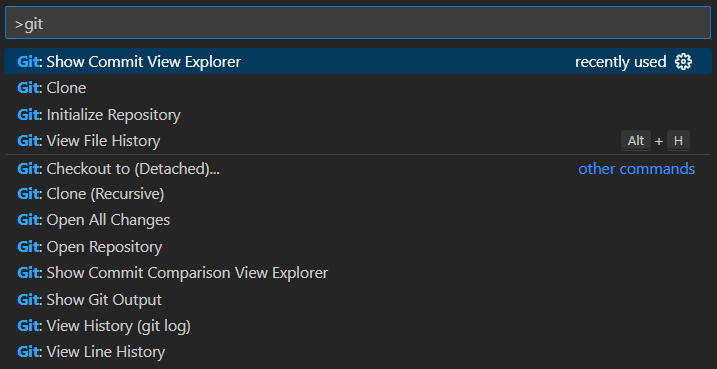 >git
Git: Show Commit View Explorer recently used
Git: Clone
Git: Initialize Repository
Git: View File History Alt + H
Git: Checkout to (Detached)... other commands
Git: Clone (Recursive)
Git: Open All Changes
Git: Open Repository
Git: Show Commit Comparison View Explorer
Git: Show Git Output
Git: View History (git log)
Git: View Line History